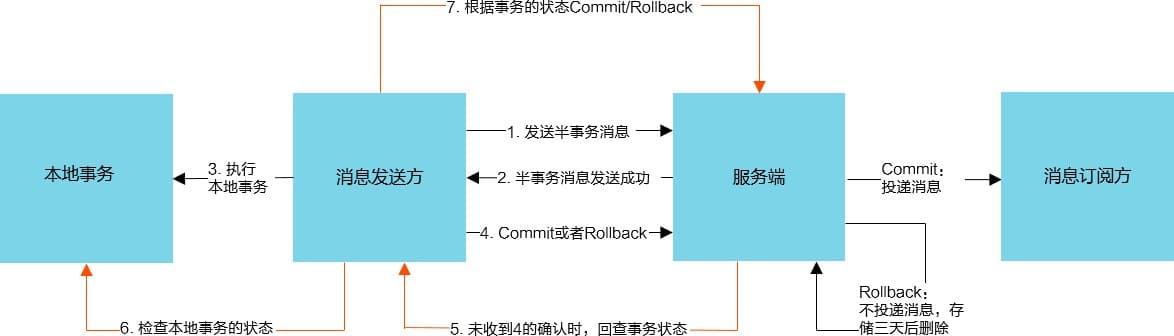 7. 根据事务的状态Commit/Rollback
本地事务
3. 执行
本地事务
消息发送方
1. 发送半事务消息
2. 半事务消息发送成功
4. Commit或者Rollback
服务端
Commit：
投递消息
消息订阅方
Rollback：
不投递消息，存
储三天后删除
6. 检查本地事务的状态
5. 未收到4的确认时，回查事务状态